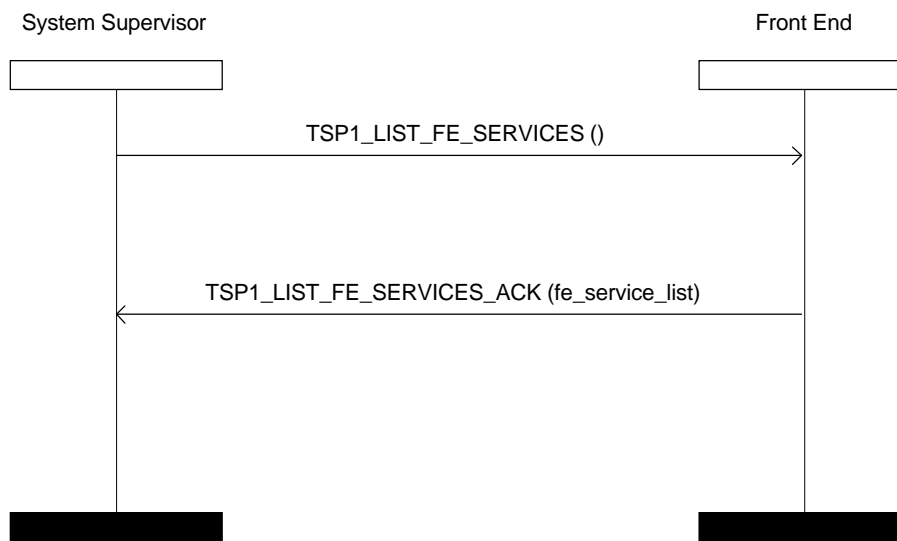 System Supervisor
Front End
TSP1_LIST_FE_SERVICES ()
TSP1_LIST_FE_SERVICES_ACK (fe_service_list)